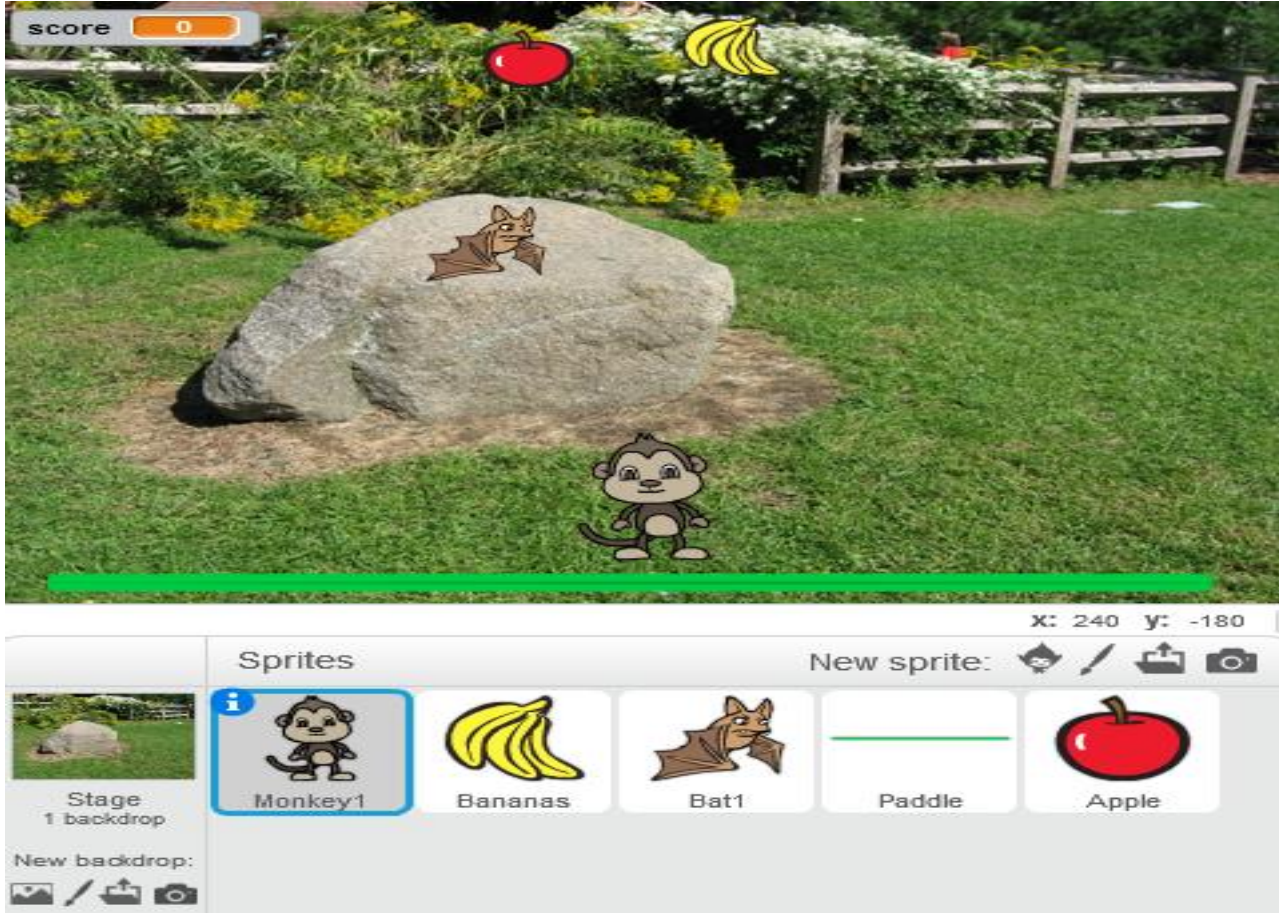 score 0
x: 240 y: -180
Sprites New sprite:
Monkey1 Bananas Bat1 Paddle Apple
Stage
1 backdrop
New backdrop: